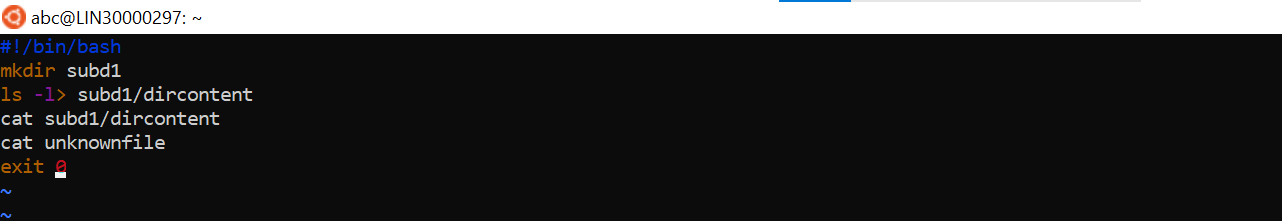 abc@LIN30000297: ~
#!/bin/bash
mkdir subd1
ls -l> subd1/dircontent
cat subd1/dircontent
cat unknownfile
exit 0
~
~